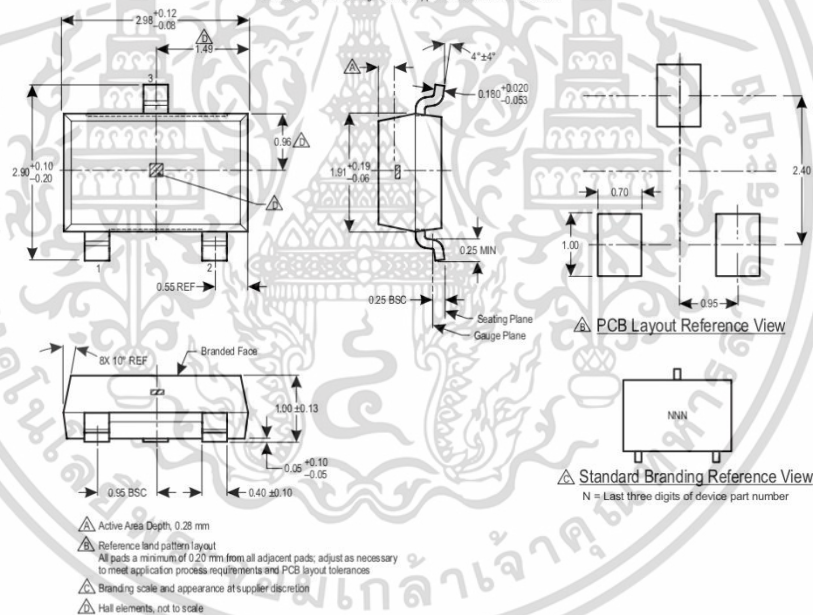 2.98 +0.12 –0.08
D
1.49
3
2.90 +0.10 –0.20
0.96 D
C
1
2
0.55 REF
A
4°±4°
0.180 +0.020 –0.053
1.91 +0.19 –0.06
0.25 MIN
0.25 BSC
Seating Plane
Gauge Plane
0.70
1.00
2.40
0.95
B PCB Layout Reference View
8X 10° REF
Branded Face
1.00 ±0.13
0.05 +0.10 –0.05
0.95 BSC
0.40 ±0.10
NNN
C Standard Branding Reference View
N = Last three digits of device part number
A Active Area Depth, 0.28 mm
B Reference land pattern layout
All pads a minimum of 0.20 mm from all adjacent pads; adjust as necessary
to meet application process requirements and PCB layout tolerances
C Branding scale and appearance at supplier discretion
D Hall elements, not to scale